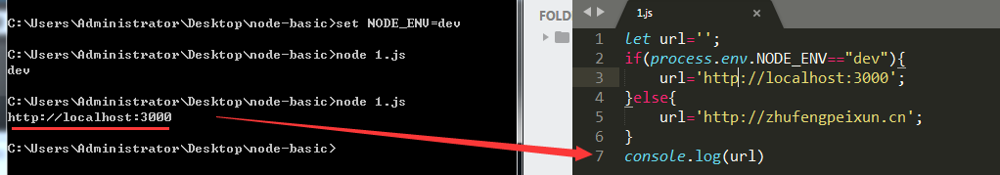 C:\Users\Administrator\Desktop\node-basic>set NODE_ENV=dev
C:\Users\Administrator\Desktop\node-basic>node 1.js
dev
C:\Users\Administrator\Desktop\node-basic>node 1.js
http://localhost:3000
C:\Users\Administrator\Desktop\node-basic>
FOLD
1.js
×
1 let url='';
2 if(process.env.NODE_ENV=="dev"){
3 url='http://localhost:3000';
4 }else{
5 url='http://zhufengpeixun.cn';
6 }
7 console.log(url)